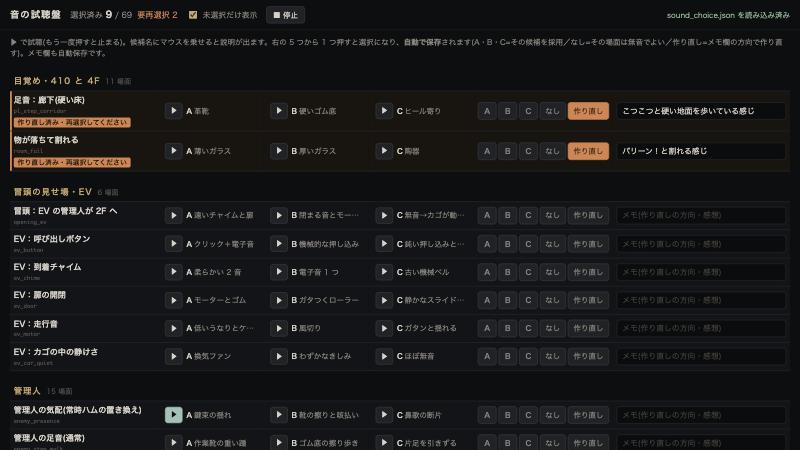 音の試聴盤 選択済み 9 / 69 要再選択 2 未選択だけ表示 ■ 停止 sound_choice.json を読み込み済み
▶ で試聴(もう一度押すと止まる)。候補名にマウスを乗せると説明が出ます。右の 5 つから 1 つ押すと選択になり、自動で保存されます(A・B・C=その候補を採用／なし=その場面は無音でよい／作り直し=メモ欄の方向で作り直す)。メモ欄も自動保存です。
目覚め・410 と 4F 11 場面
足音：廊下(硬い床)
pl_step_corridor
作り直し済み・再選択してください
▶ A 革靴 ▶ B 硬いゴム底 ▶ C ヒール寄り A B C なし 作り直し こつこつと硬い地面を歩いている感じ
物が落ちて割れる
room_fall
作り直し済み・再選択してください
▶ A 薄いガラス ▶ B 厚いガラス ▶ C 陶器 A B C なし 作り直し パリーン！と割れる感じ
冒頭の見せ場・EV 6 場面
冒頭：EV の管理人が 2F へ
opening_ev
▶ A 遠いチャイムと扉 ▶ B 閉まる音とモー… ▶ C 無音→カゴが動… A B C なし 作り直し メモ(作り直しの方向・感想)
EV：呼び出しボタン
ev_button
▶ A クリック＋電子音 ▶ B 機械的な押し込み ▶ C 鈍い押し込みと… A B C なし 作り直し メモ(作り直しの方向・感想)
EV：到着チャイム
ev_chime
▶ A 柔らかい 2 音 ▶ B 電子音 1 つ ▶ C 古い機械ベル A B C なし 作り直し メモ(作り直しの方向・感想)
EV：扉の開閉
ev_door
▶ A モーターとゴム ▶ B ガタつくローラー ▶ C 静かなスライド… A B C なし 作り直し メモ(作り直しの方向・感想)
EV：走行音
ev_motor
▶ A 低いうなりとケ… ▶ B 風切り ▶ C ガタンと揺れる A B C なし 作り直し メモ(作り直しの方向・感想)
EV：カゴの中の静けさ
ev_car_quiet
▶ A 換気ファン ▶ B わずかなきしみ ▶ C ほぼ無音 A B C なし 作り直し メモ(作り直しの方向・感想)
管理人 15 場面
管理人の気配(常時ハムの置き換え)
enemy_presence
▶ A 鍵束の揺れ ▶ B 靴の擦りと咳払い ▶ C 鼻歌の断片 A B C なし 作り直し メモ(作り直しの方向・感想)
管理人の足音(通常)
▶ A 作業靴の重い踵 ▶ B ゴム底の擦り歩き ▶ C 片足を引きずる A B C なし 作り直し メモ(作り直しの方向・感想)